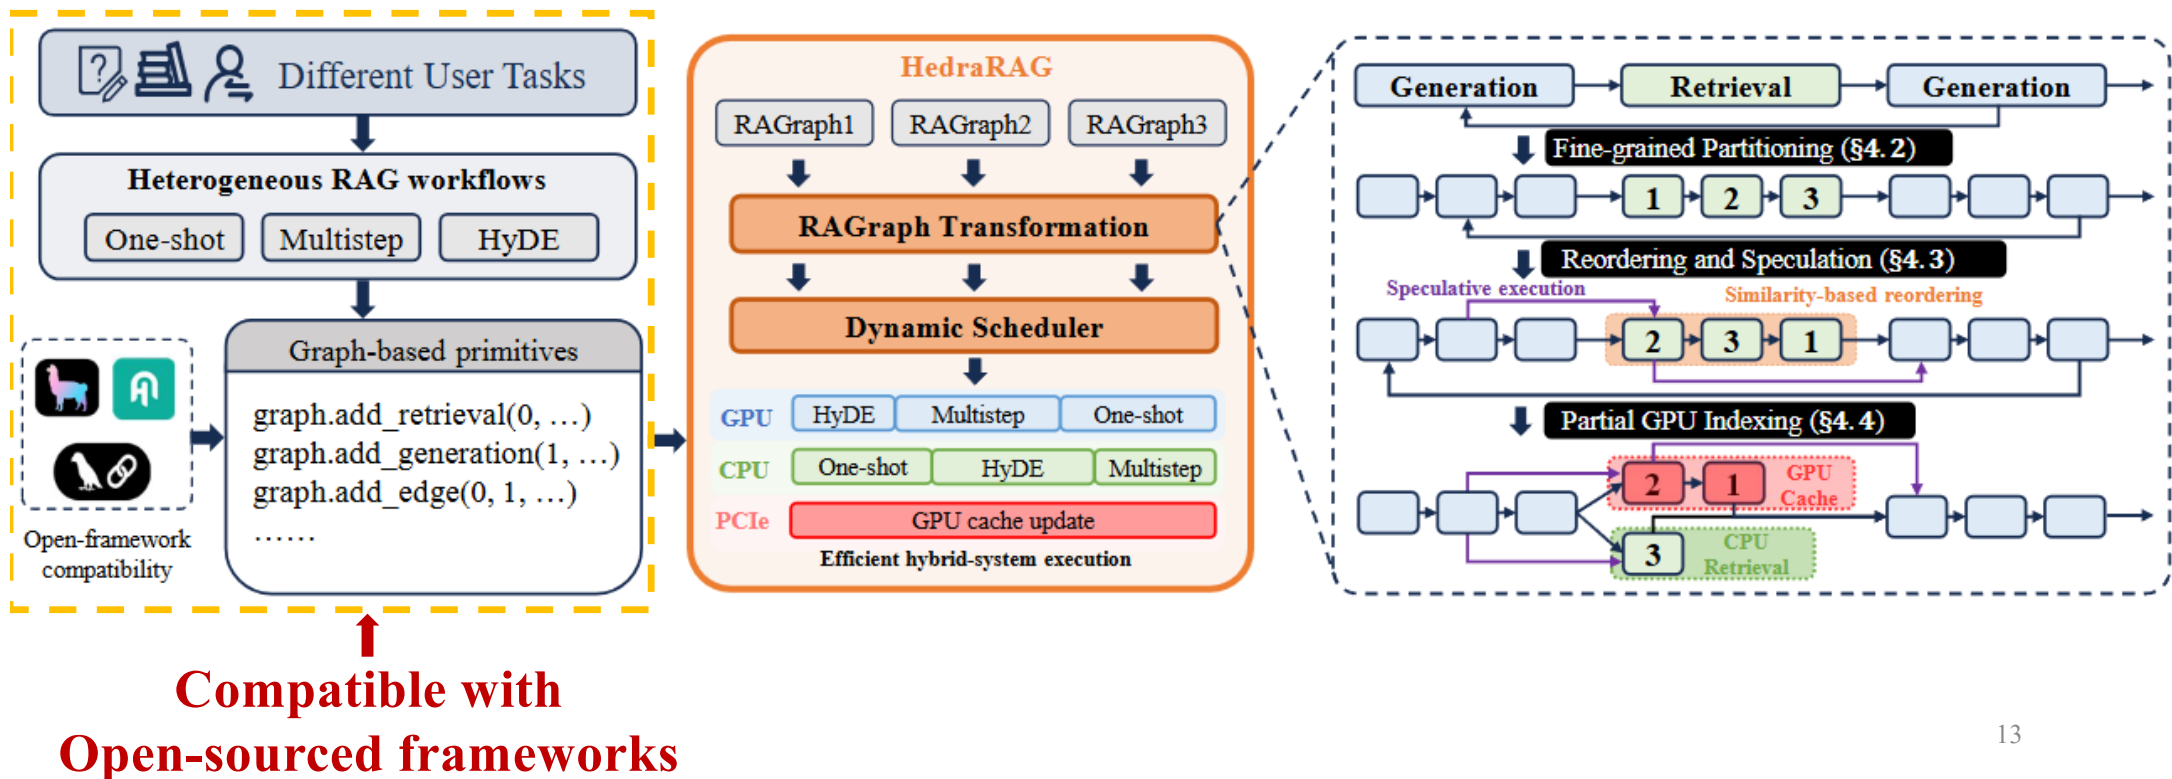 Different User Tasks
Heterogeneous RAG workflows
One-shot
Multistep
HyDE
Graph-based primitives
graph.add_retrieval(0, …)
graph.add_generation(1, …)
graph.add_edge(0, 1, …)
……
Open-framework
compatibility
Compatible with
Open-sourced frameworks
HedraRAG
RAGraph1
RAGraph2
RAGraph3
RAGraph Transformation
Dynamic Scheduler
GPU
HyDE
Multistep
One-shot
CPU
One-shot
HyDE
Multistep
PCIe
GPU cache update
Efficient hybrid-system execution
Generation
Retrieval
Generation
Fine-grained Partitioning (§4.2)
1
2
3
Reordering and Speculation (§4.3)
Speculative execution
Similarity-based reordering
2
3
1
Partial GPU Indexing (§4.4)
2
1
GPU
Cache
3
CPU
Retrieval
13